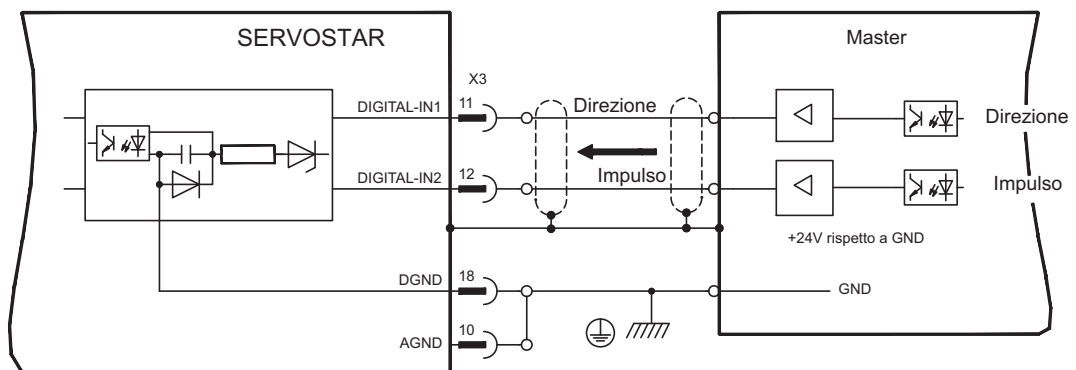 SERVOSTAR
Master
X3
DIGITAL-IN1
11
Direzione
Direzione
DIGITAL-IN2
12
Impulso
Impulso
+24V rispetto a GND
DGND
18
GND
AGND
10